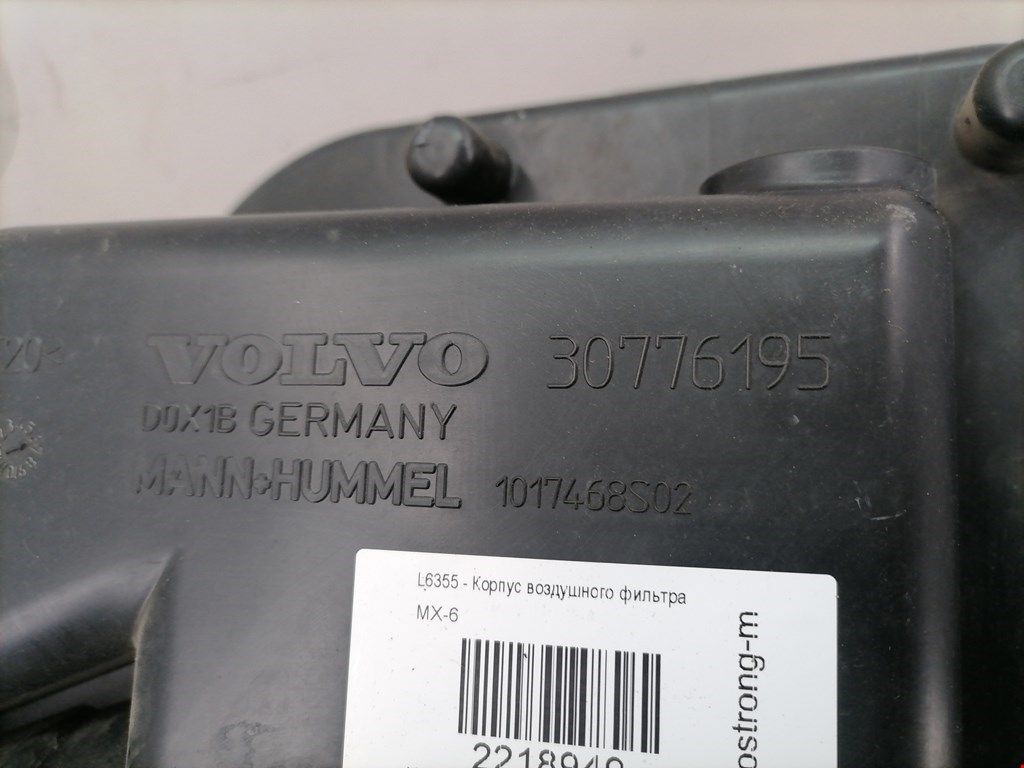 VOLVO 30776195
D0X1B GERMANY
MANN+HUMMEL 1017468S02
L6355 - Корпус воздушного фильтра
MX-6